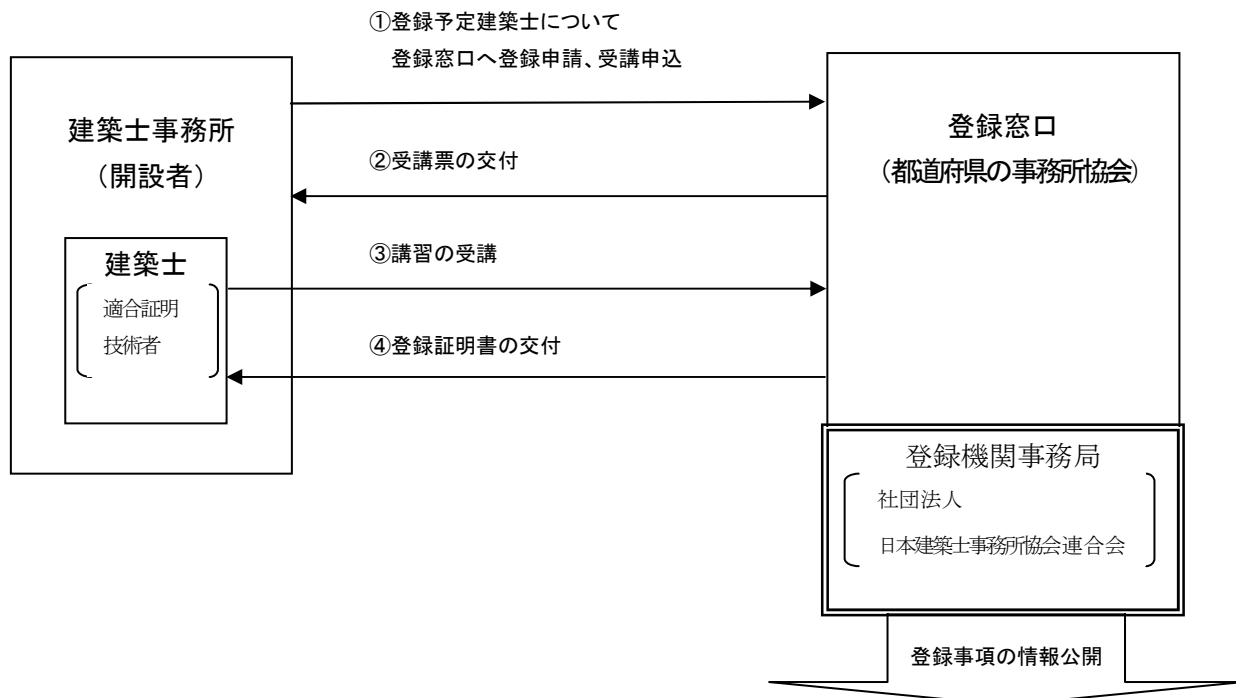 ①登録予定建築士について
登録窓口へ登録申請、受講申込
建築士事務所
（開設者）
登録窓口
（都道府県の事務所協会）
②受講票の交付
建築士
適合証明
技術者
③講習の受講
④登録証明書の交付
登録機関事務局
社団法人
日本建築士事務所協会連合会
登録事項の情報公開